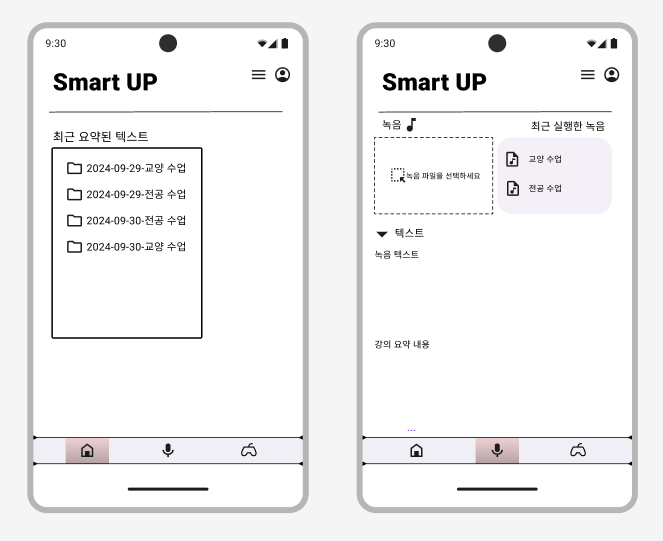 9:30
Smart UP
최근 요약된 텍스트
2024-09-29-교양 수업
2024-09-29-전공 수업
2024-09-30-전공 수업
2024-09-30-교양 수업
9:30
Smart UP
녹음
최근 실행한 녹음
녹음 파일을 선택하세요
교양 수업
전공 수업
텍스트
녹음 텍스트
강의 요약 내용
...